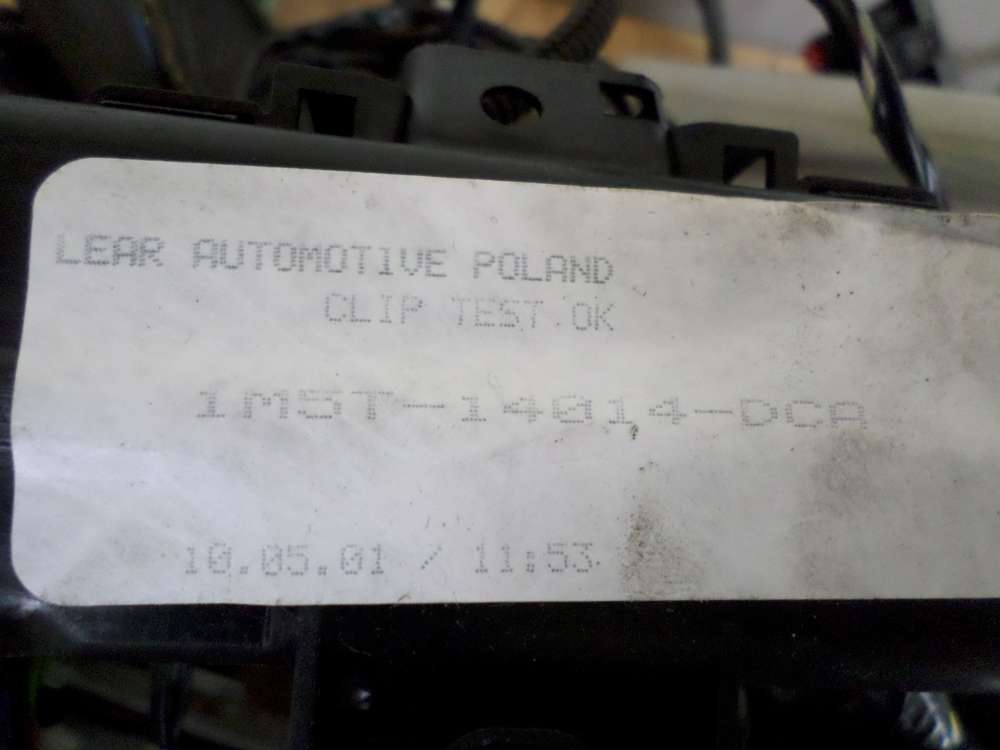 LEAR AUTOMOTIVE POLAND
CLIP TEST OK
1M5T-14014-DCA
10.05.01 / 11:53